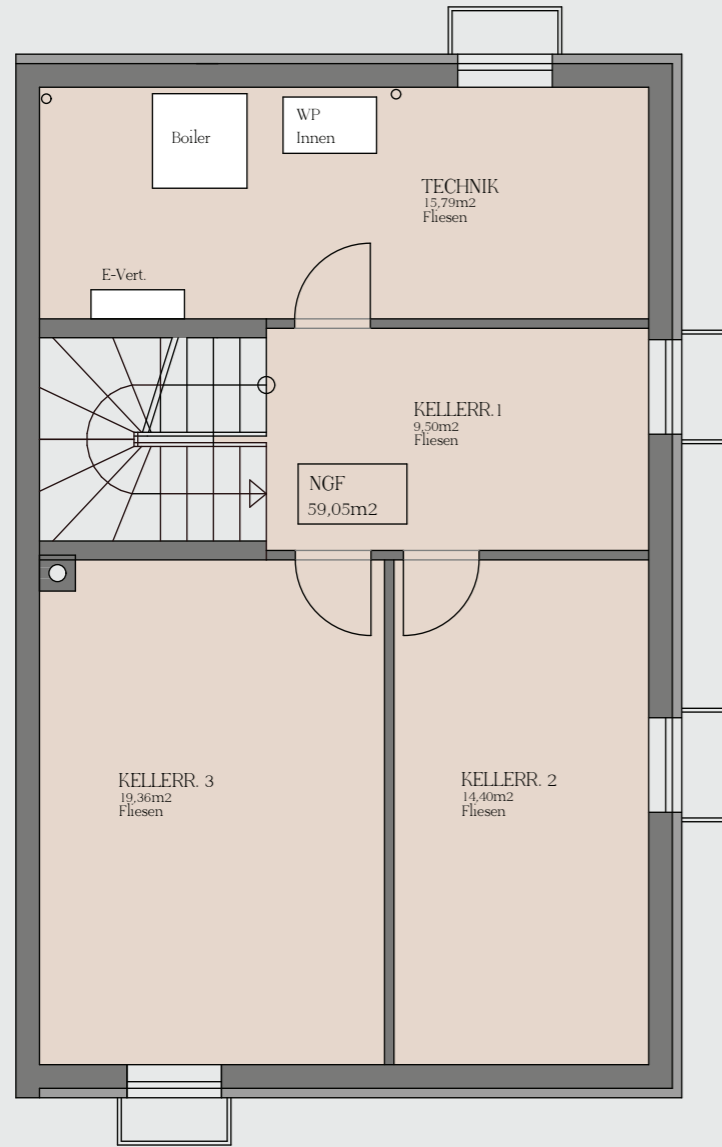 Boiler
WP
Innen
TECHNIK
15,79m2
Fliesen
E-Vert.
KELLERR.1
9,50m2
Fliesen
NGF
59,05m2
KELLERR. 3
19,36m2
Fliesen
KELLERR. 2
14,40m2
Fliesen